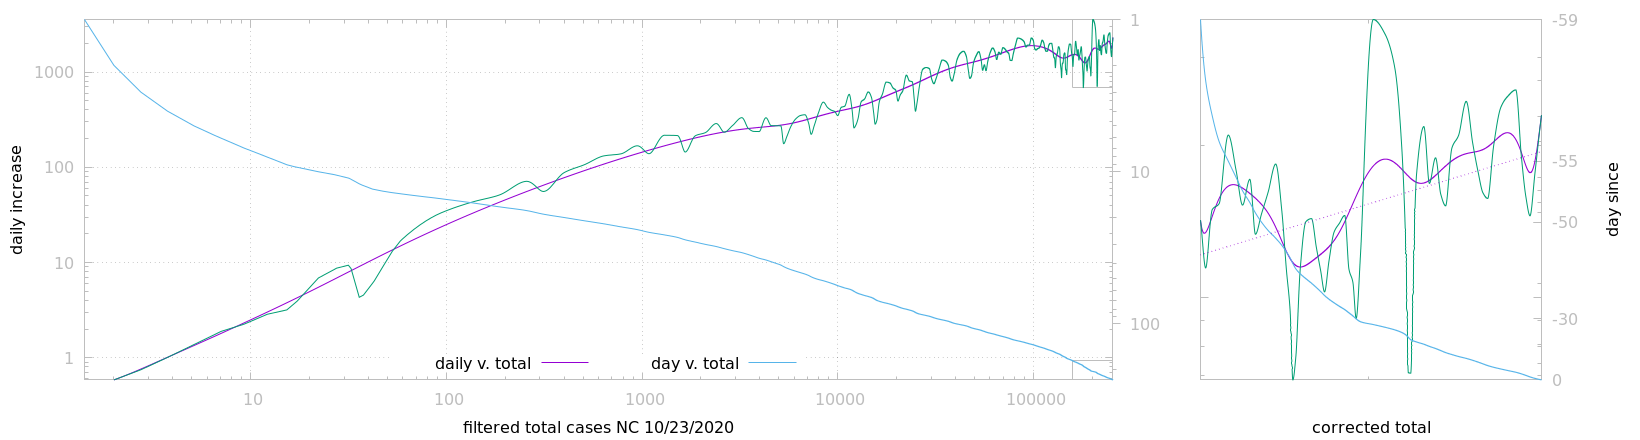 1000
100
10
1
daily increase
10
100
1000
10000
100000
filtered total cases NC 10/23/2020
daily v. total
day v. total
1
10
100
-59
-55
-50
-30
0
day since
corrected total